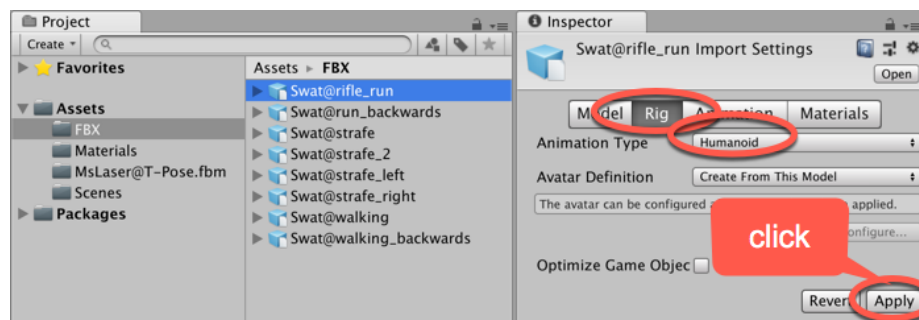 Project
Create
Favorites
Assets
FBX
Materials
MsLaser@T-Pose.fbm
Scenes
Packages
Assets ▸ FBX
Swat@rifle_run
Swat@run_backwards
Swat@strafe
Swat@strafe_2
Swat@strafe_left
Swat@strafe_right
Swat@walking
Swat@walking_backwards
Inspector
Swat@rifle_run Import Settings
Open
Model Rig Animation Materials
Animation Type Humanoid
Avatar Definition Create From This Model
The avatar can be configured applied.
Optimize Game Objec
click
Revert Apply